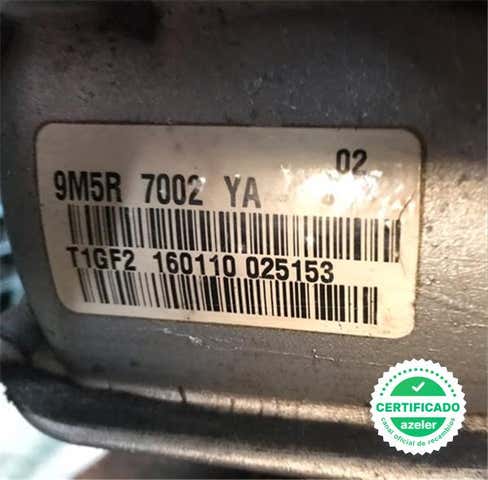 02
9M5R 7002 YA
T1GF2 160110 025153
CERTIFICADO
azeler
canal oficial de recambios